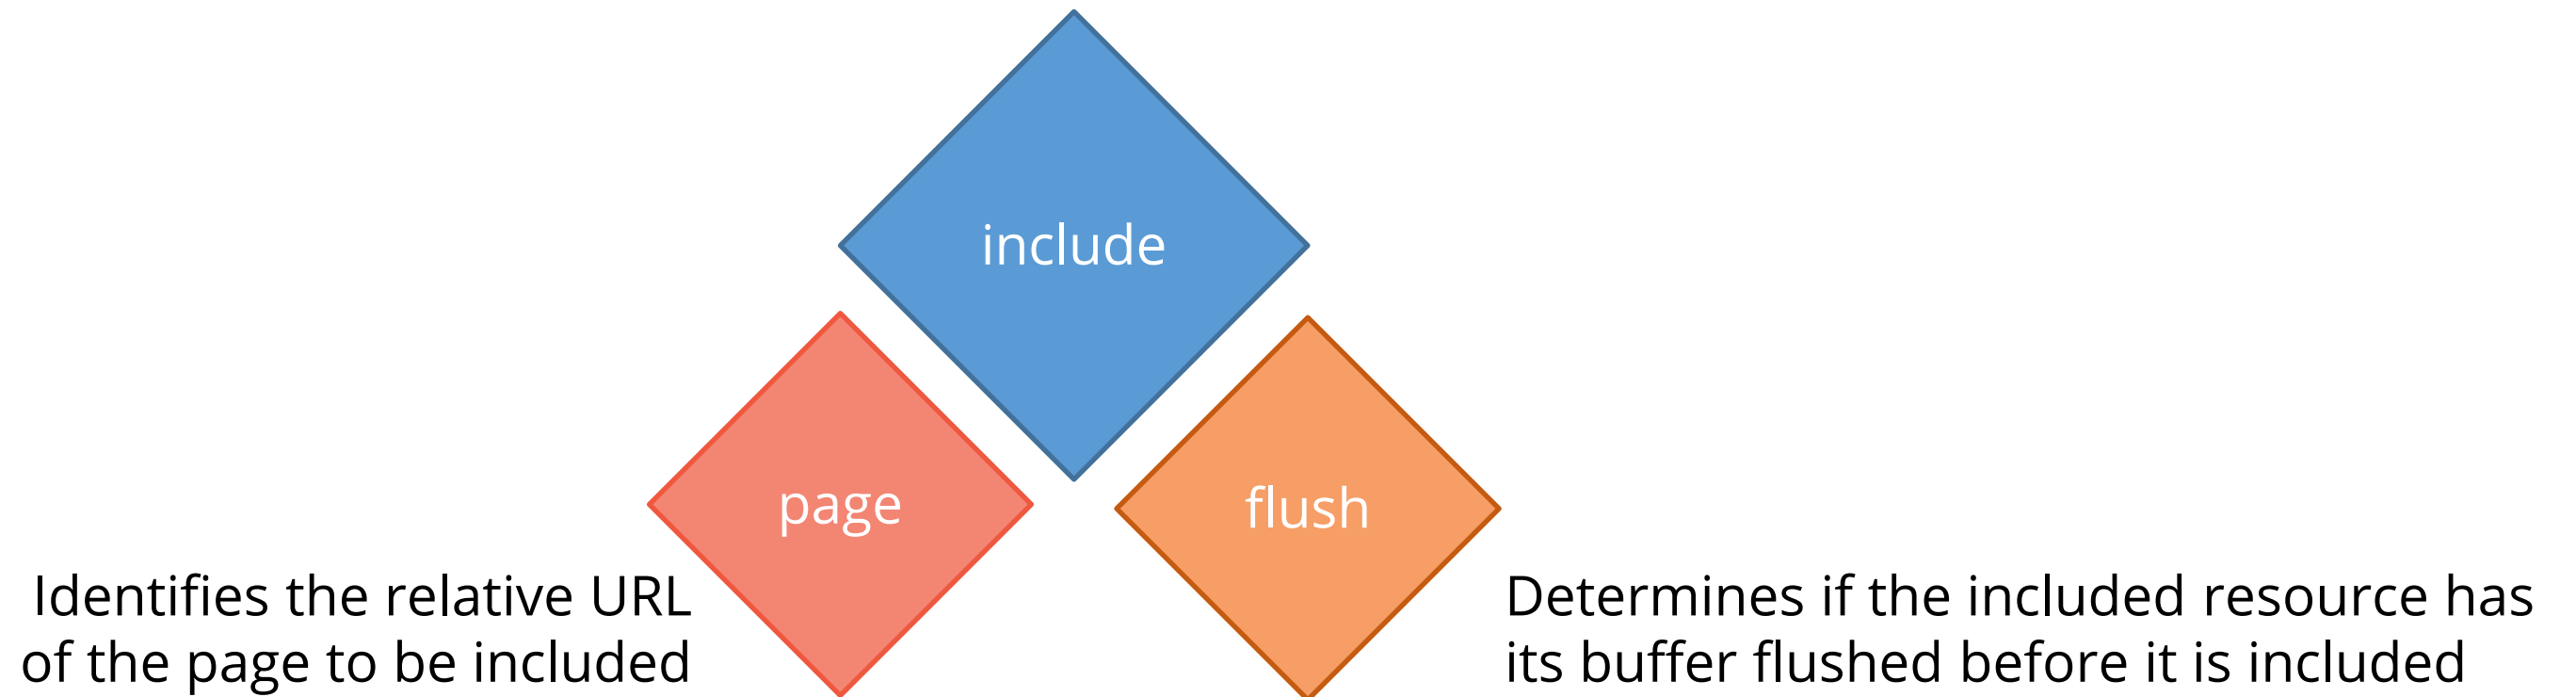 include
page
flush
Identifies the relative URL
of the page to be included
Determines if the included resource has
its buffer flushed before it is included